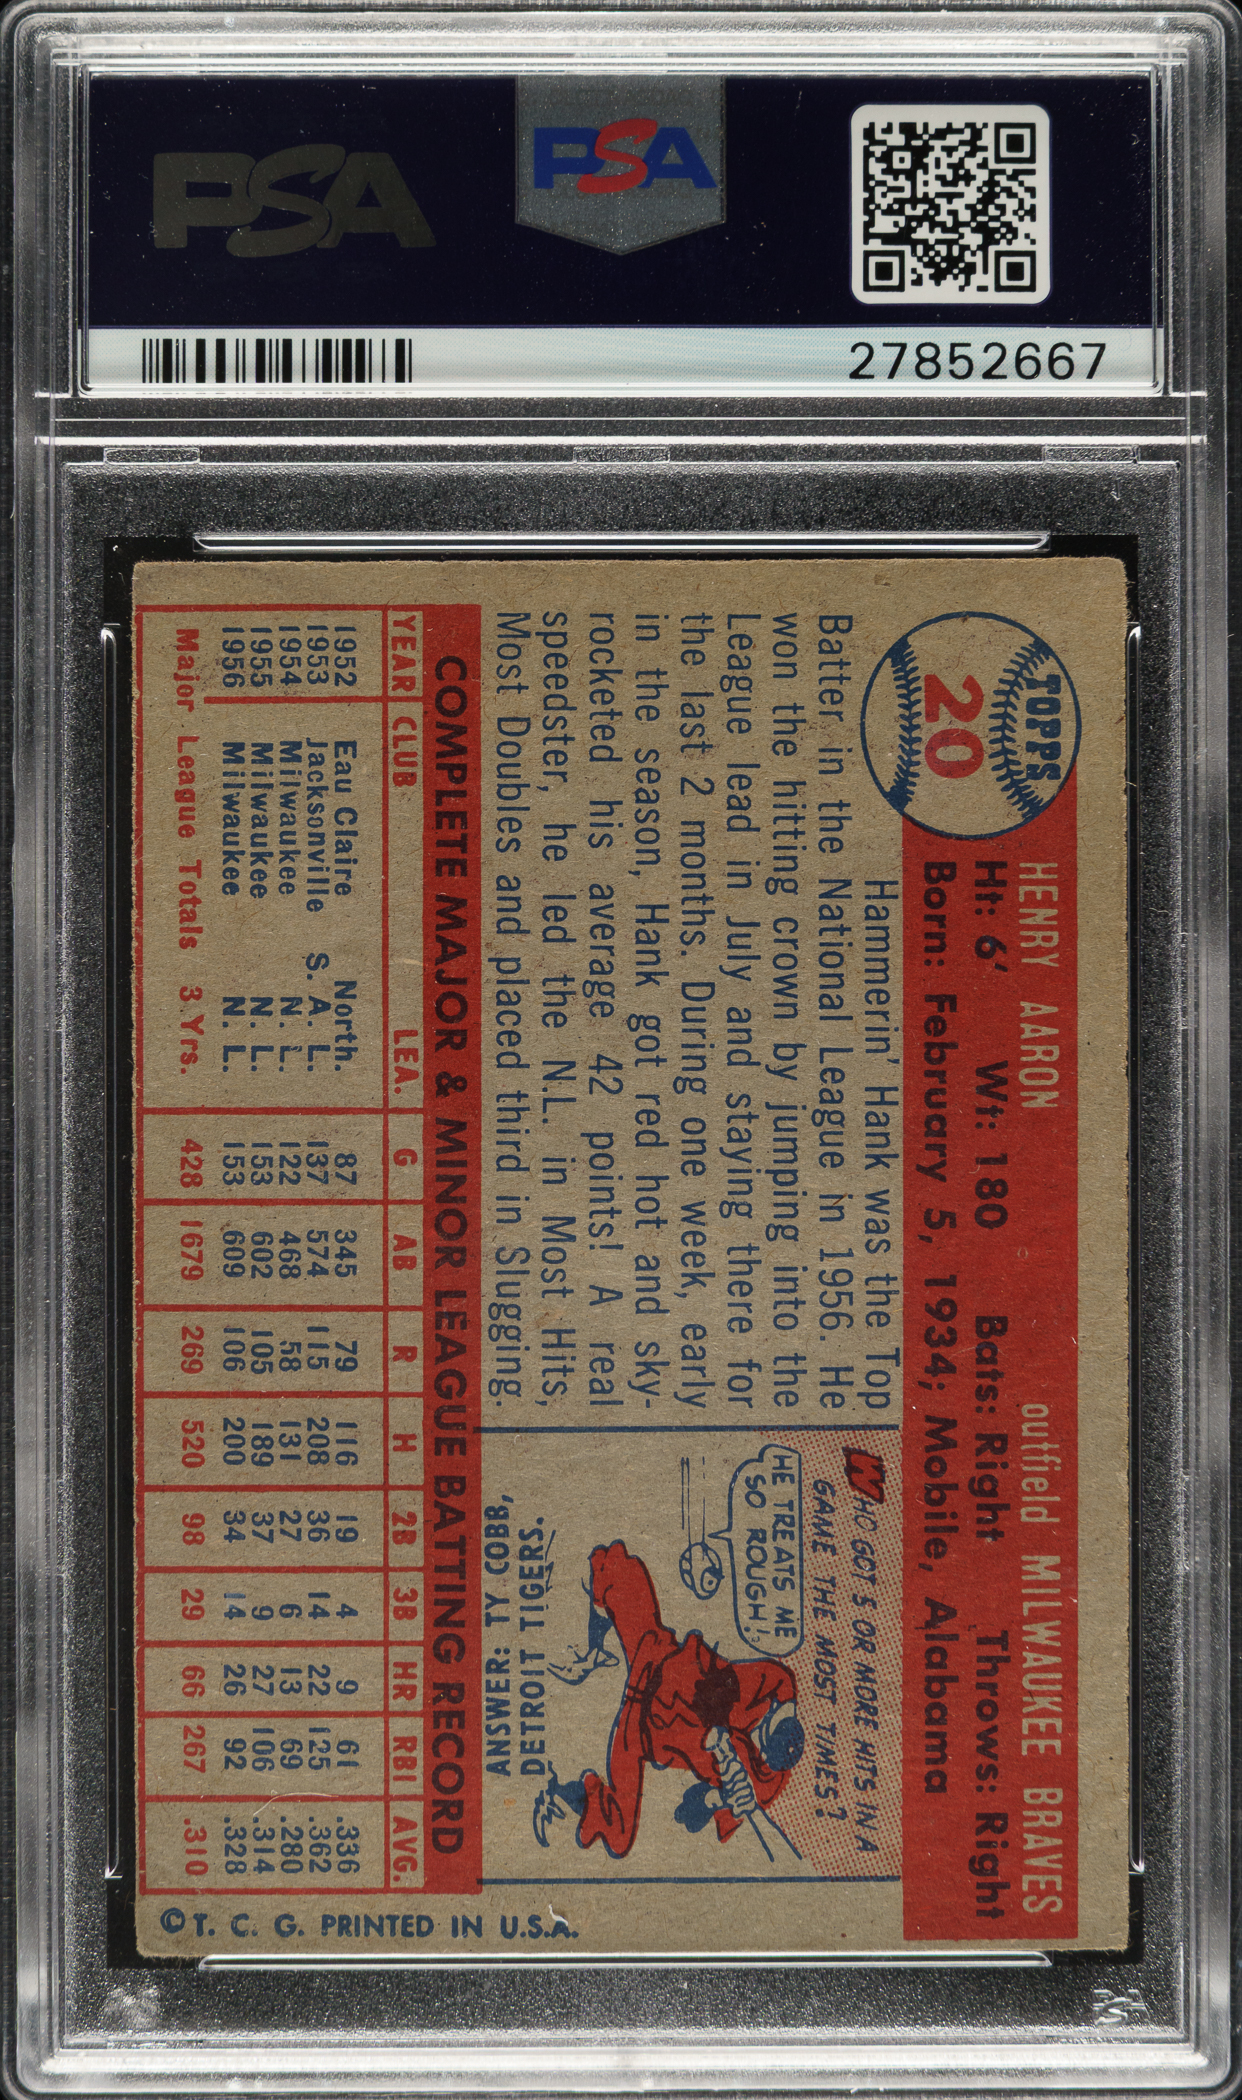 PSA
PSA
27852667
TOPPS
20
HENRY AARON outfield MILWAUKEE BRAVES
Ht: 6' Wt: 180 Bats: Right Throws: Right
Born: February 5, 1934; Mobile, Alabama
Hammerin' Hank was the Top
Batter in the National League in 1956. He
won the hitting crown by jumping into the
League lead in July and staying there for
the last 2 months. During one week, early
in the season, Hank got red hot and sky-
rocketed his average 42 points! A real
speedster, he led the N.L. in Most Hits,
Most Doubles and placed third in Slugging.
WHO GOT 5 OR MORE HITS IN A
GAME THE MOST TIMES?
HE TREATS ME
SO ROUGH!
ANSWER: TY COBB,
DETROIT TIGERS.
COMPLETE MAJOR & MINOR LEAGUE BATTING RECORD
YEAR CLUB LEA. G AB R H 2B 3B HR RBI AVG.
1952 Eau Claire North. 87 345 79 116 19 4 9 61 .336
1953 Jacksonville S. A. L. 137 574 115 208 36 14 22 125 .362
1954 Milwaukee N. L. 122 468 58 131 27 6 13 69 .280
1955 Milwaukee N. L. 153 602 105 189 37 9 27 106 .314
1956 Milwaukee N. L. 153 609 106 200 34 14 26 92 .328
Major League Totals 3 Yrs. 428 1679 269 520 98 29 66 267 .310
© T. C. G. PRINTED IN U.S.A.